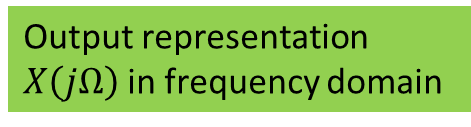 Output representation
X(jΩ) in frequency domain